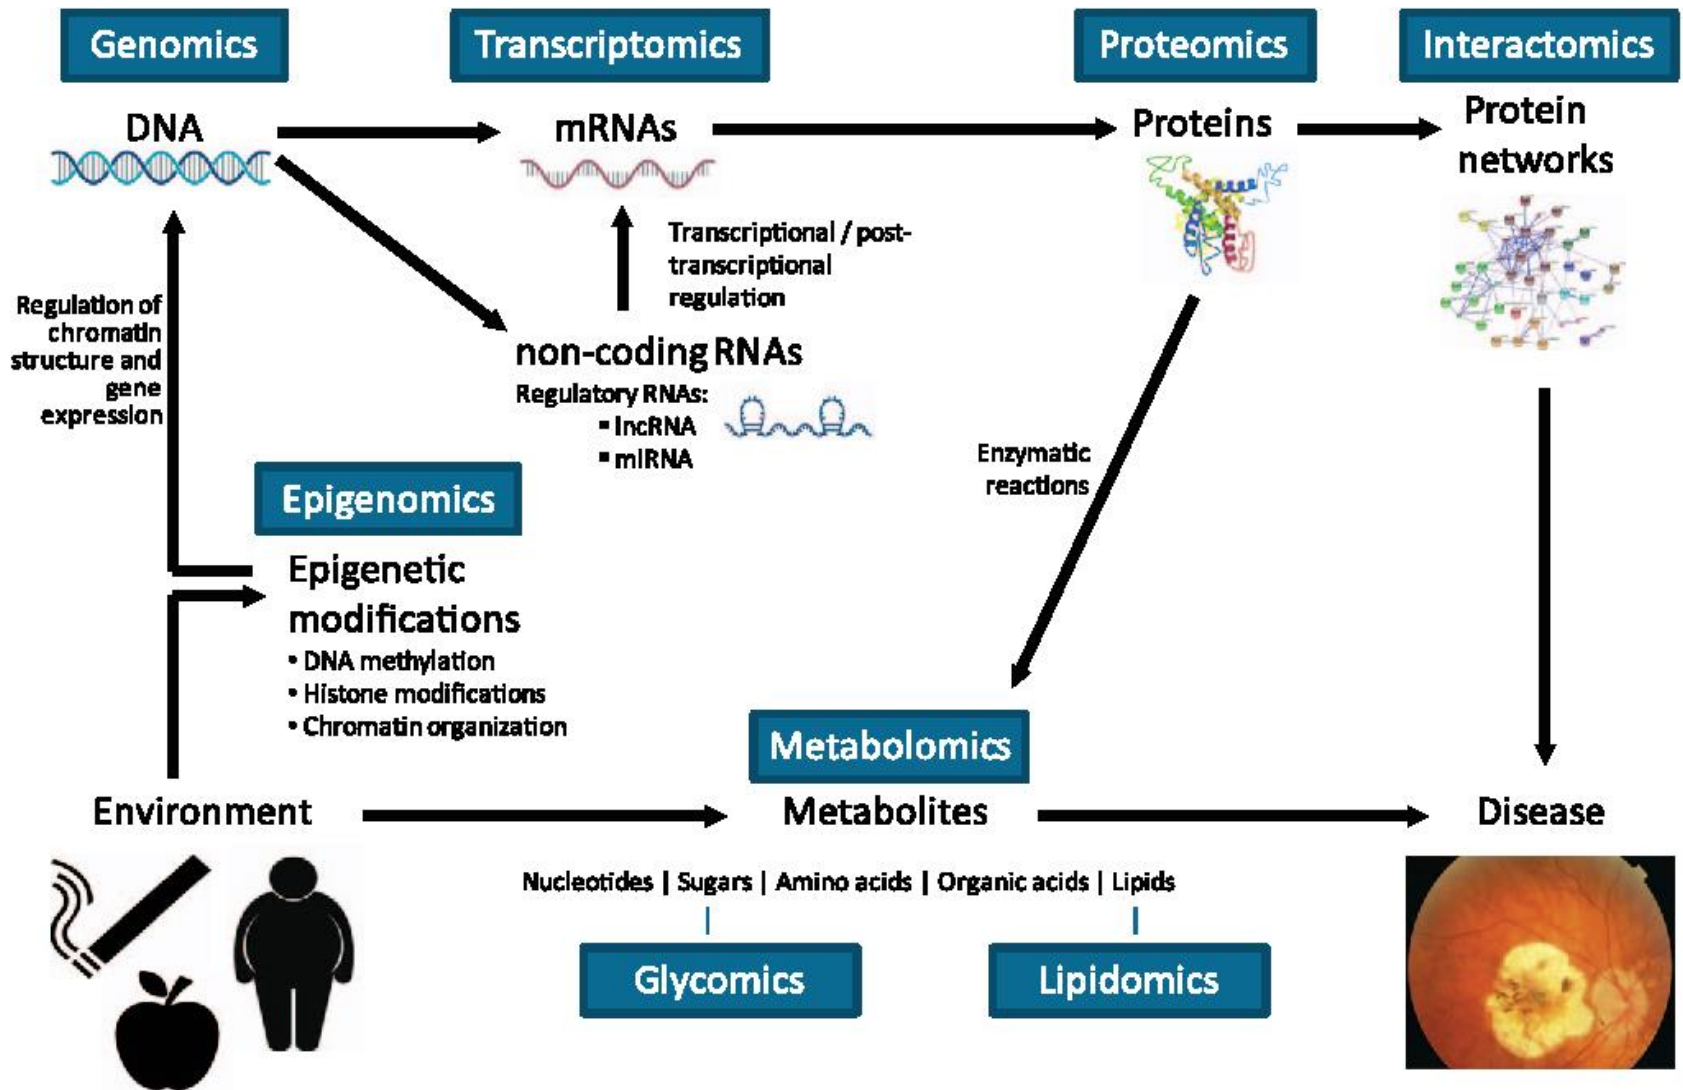 Genomics
Transcriptomics
Proteomics
Interactomics
DNA
mRNAs
Proteins
Protein
networks
Transcriptional / post-
transcriptional
regulation
Regulation of
chromatin
structure and
gene
expression
non-coding RNAs
Regulatory RNAs:
▪ lncRNA
▪ miRNA
Enzymatic
reactions
Epigenomics
Epigenetic
modifications
• DNA methylation
• Histone modifications
• Chromatin organization
Metabolomics
Environment
Metabolites
Disease
Nucleotides | Sugars | Amino acids | Organic acids | Lipids
Glycomics
Lipidomics